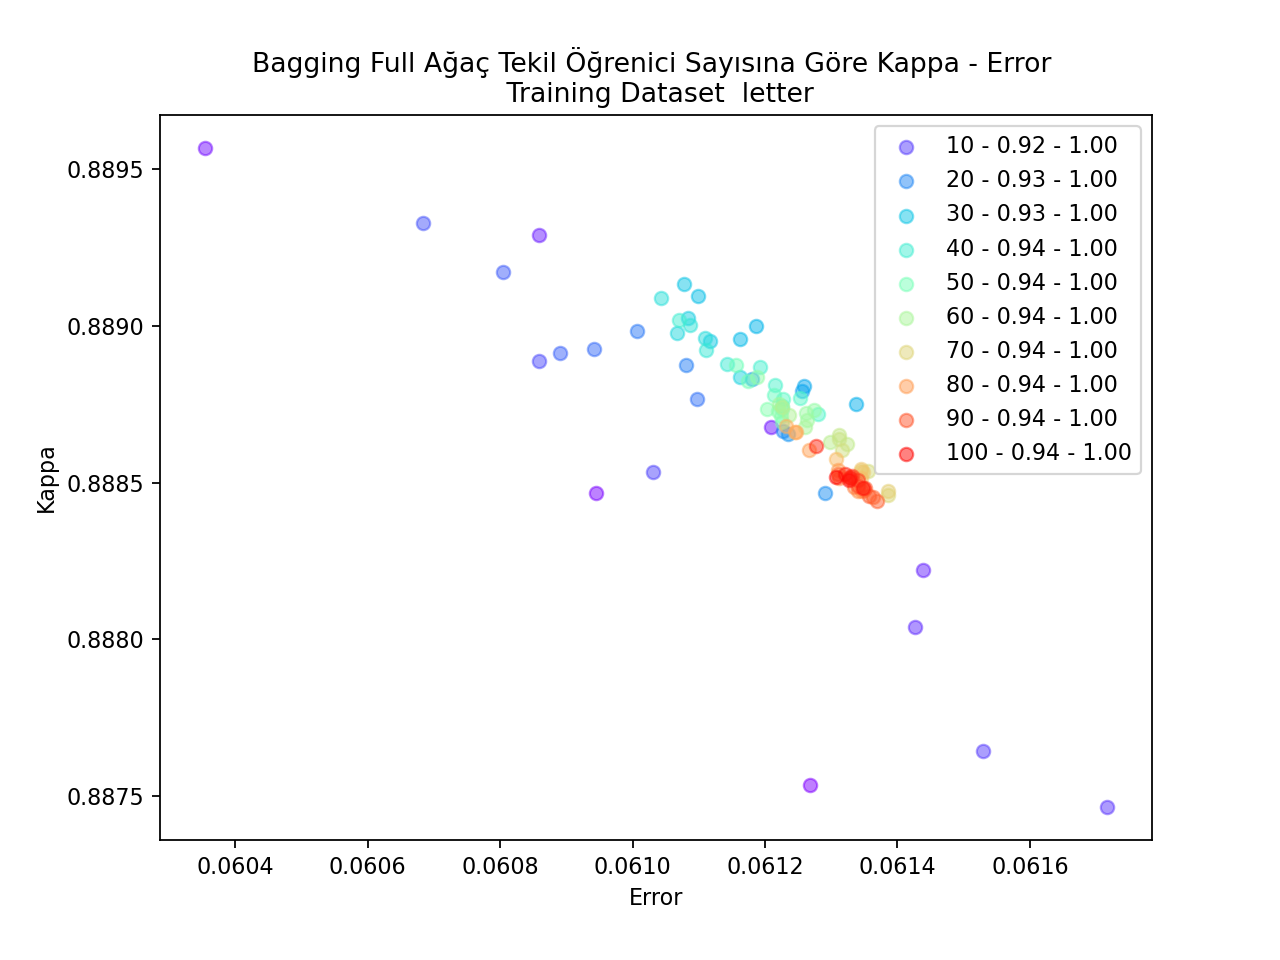 Bagging Full Ağaç Tekil Öğrenici Sayısına Göre Kappa - Error
Training Dataset  letter
Kappa
0.8895
0.8890
0.8885
0.8880
0.8875
10 - 0.92 - 1.00
20 - 0.93 - 1.00
30 - 0.93 - 1.00
40 - 0.94 - 1.00
50 - 0.94 - 1.00
60 - 0.94 - 1.00
70 - 0.94 - 1.00
80 - 0.94 - 1.00
90 - 0.94 - 1.00
100 - 0.94 - 1.00
0.0604 0.0606 0.0608 0.0610 0.0612 0.0614 0.0616
Error